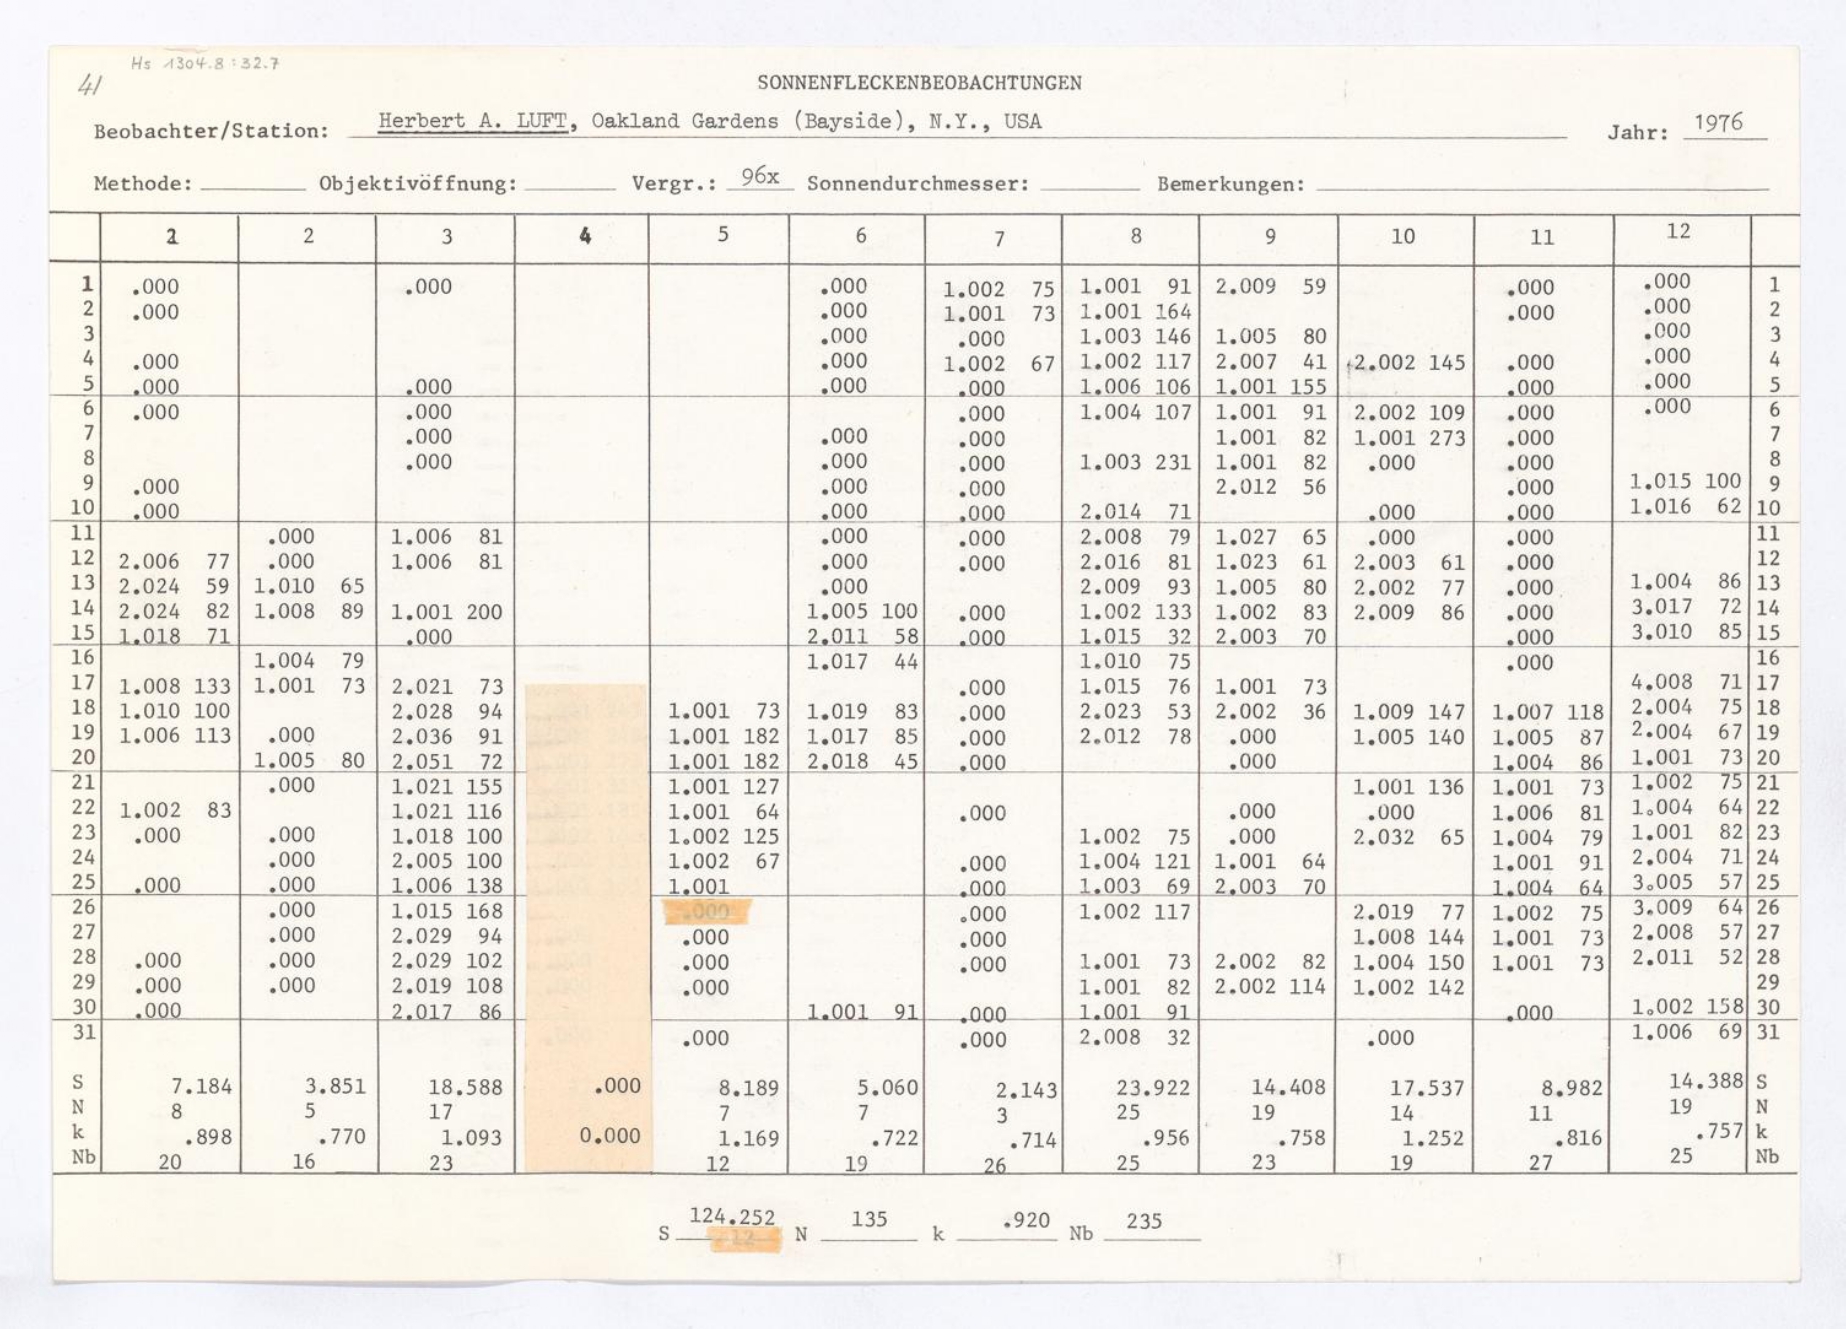 Hs 1304.8:32.7
41
SONNENFLECKENBEOBACHTUNGEN
Beobachter/Station: Herbert A. LUFT, Oakland Gardens (Bayside), N.Y., USA Jahr: 1976
Methode: Objektivöffnung: Vergr.: 96x Sonnendurchmesser: Bemerkungen:
1 2 3 4 5 6 7 8 9 10 11 12
1 .000 .000 .000 1.002 75 1.001 91 2.009 59 .000 .000 1
2 .000 .000 1.001 73 1.001 164 .000 .000 2
3 .000 .000 1.003 146 1.005 80 .000 3
4 .000 .000 1.002 67 1.002 117 2.007 41 2.002 145 .000 .000 4
5 .000 .000 .000 .000 1.006 106 1.001 155 .000 .000 5
6 .000 .000 .000 1.004 107 1.001 91 2.002 109 .000 .000 6
7 .000 .000 .000 1.001 82 1.001 273 .000 7
8 .000 .000 .000 1.003 231 1.001 82 .000 .000 8
9 .000 .000 .000 2.012 56 .000 1.015 100 9
10 .000 .000 .000 2.014 71 .000 .000 1.016 62 10
11 .000 1.006 81 .000 .000 2.008 79 1.027 65 .000 .000 11
12 2.006 77 .000 1.006 81 .000 .000 2.016 81 1.023 61 2.003 61 .000 12
13 2.024 59 1.010 65 .000 2.009 93 1.005 80 2.002 77 .000 1.004 86 13
14 2.024 82 1.008 89 1.001 200 1.005 100 .000 1.002 133 1.002 83 2.009 86 .000 3.017 72 14
15 1.018 71 .000 2.011 58 .000 1.015 32 2.003 70 .000 3.010 85 15
16 1.004 79 1.017 44 1.010 75 .000 16
17 1.008 133 1.001 73 2.021 73 .000 1.015 76 1.001 73 4.008 71 17
18 1.010 100 2.028 94 1.001 73 1.019 83 .000 2.023 53 2.002 36 1.009 147 1.007 118 2.004 75 18
19 1.006 113 .000 2.036 91 1.001 182 1.017 85 .000 2.012 78 .000 1.005 140 1.005 87 2.004 67 19
20 1.005 80 2.051 72 1.001 182 2.018 45 .000 .000 1.004 86 1.001 73 20
21 .000 1.021 155 1.001 127 1.001 136 1.001 73 1.002 75 21
22 1.002 83 1.021 116 1.001 64 .000 .000 .000 1.006 81 1.004 64 22
23 .000 .000 1.018 100 1.002 125 1.002 75 .000 2.032 65 1.004 79 1.001 82 23
24 .000 2.005 100 1.002 67 .000 1.004 121 1.001 64 1.001 91 2.004 71 24
25 .000 .000 1.006 138 1.001 .000 1.003 69 2.003 70 1.004 64 3.005 57 25
26 .000 1.015 168 .000 .000 1.002 117 2.019 77 1.002 75 3.009 64 26
27 .000 2.029 94 .000 .000 1.008 144 1.001 73 2.008 57 27
28 .000 .000 2.029 102 .000 .000 1.001 73 2.002 82 1.004 150 1.001 73 2.011 52 28
29 .000 .000 2.019 108 .000 1.001 82 2.002 114 1.002 142 29
30 .000 2.017 86 1.001 91 .000 1.001 91 .000 1.002 158 30
31 .000 .000 2.008 32 .000 1.006 69 31
S 7.184 3.851 18.588 .000 8.189 5.060 2.143 23.922 14.408 17.537 8.982 14.388 S
N 8 5 17 7 7 3 25 19 14 11 19 N
k .898 .770 1.093 0.000 1.169 .722 .714 .956 .758 1.252 .816 .757 k
Nb 20 16 23 12 19 26 25 23 19 27 25 Nb
S 124.252 N 135 k .920 Nb 235
12